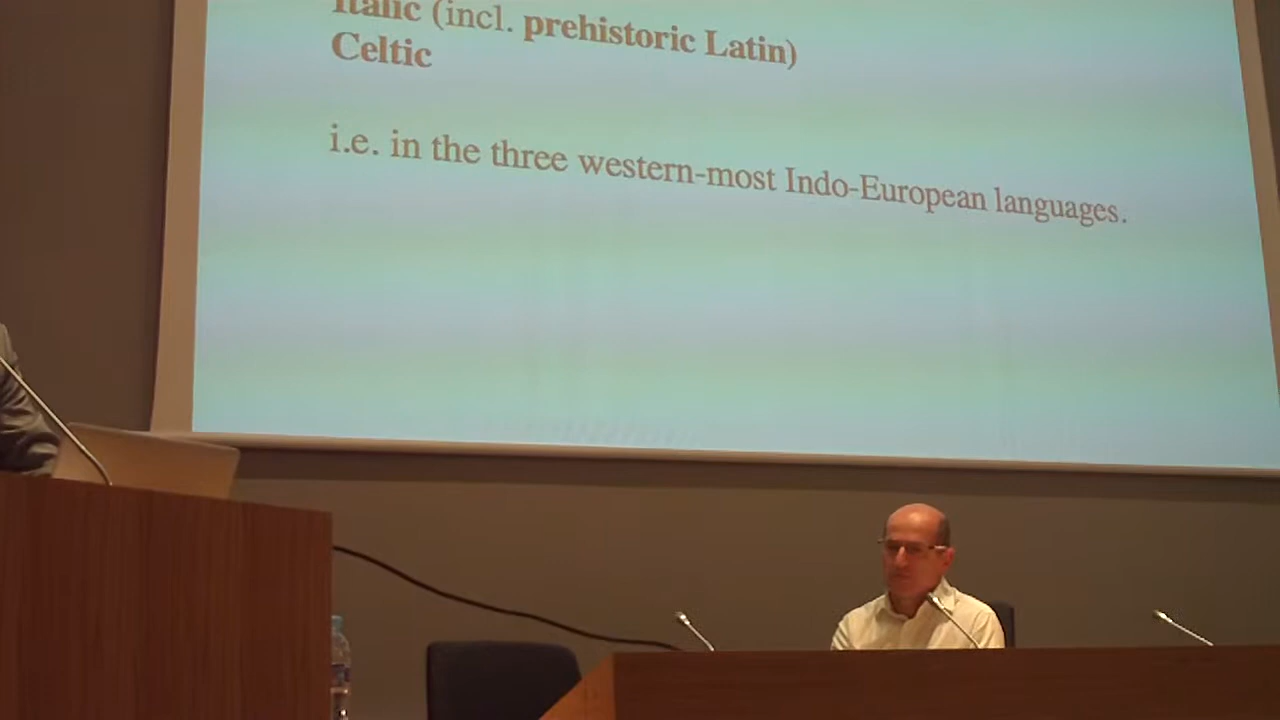 Italic (incl. prehistoric Latin)
Celtic
i.e. in the three western-most Indo-European languages.